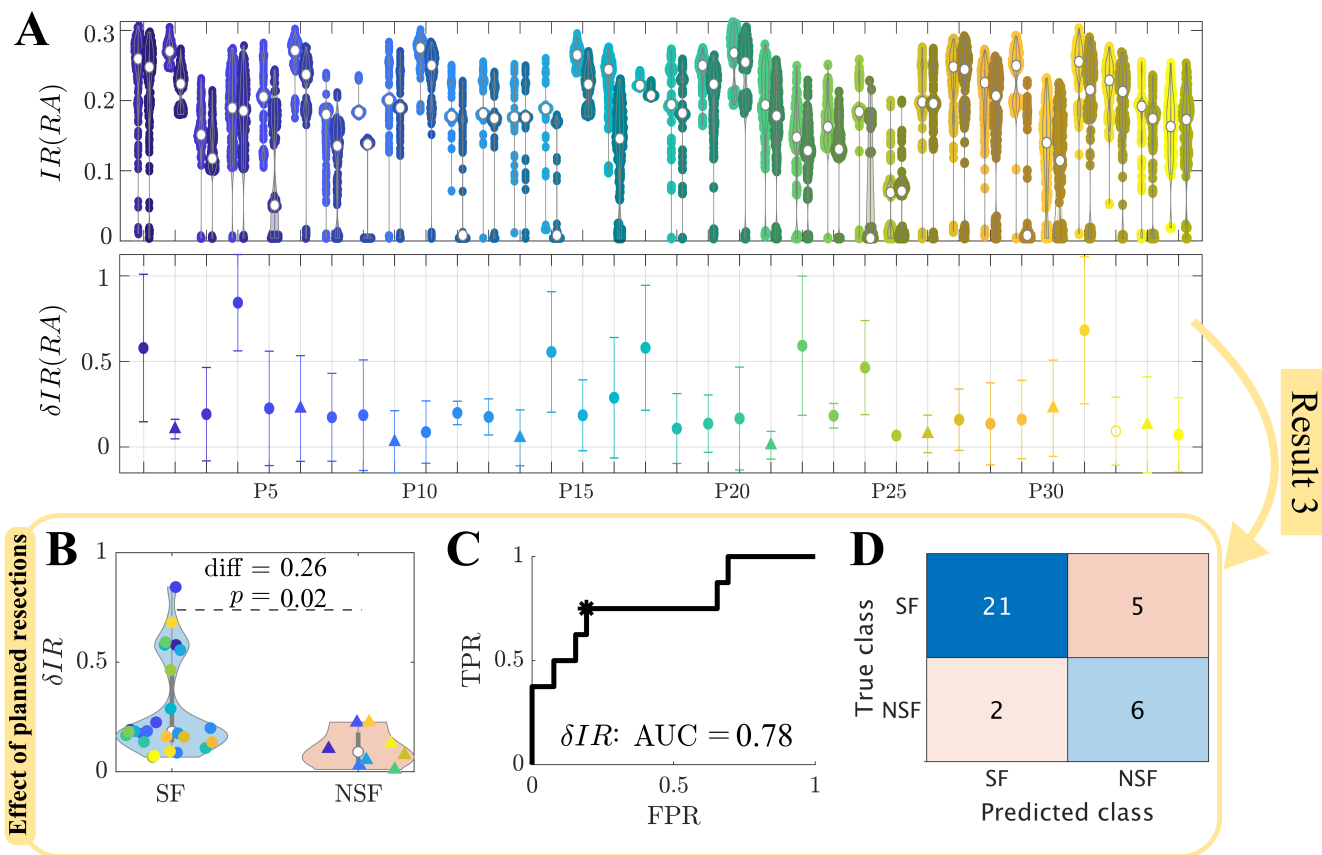 A
IR(RA)
0.3
0.2
0.1
0
δIR(RA)
1
0.5
0
P5 P10 P15 P20 P25 P30
Result 3
Effect of planned resections
B
δIR
1
0.5
0
diff = 0.26
p = 0.02
SF NSF
C
TPR
1
0.5
0
δIR: AUC = 0.78
0 0.5 1
FPR
D
True class
SF 21 5
NSF 2 6
SF NSF
Predicted class